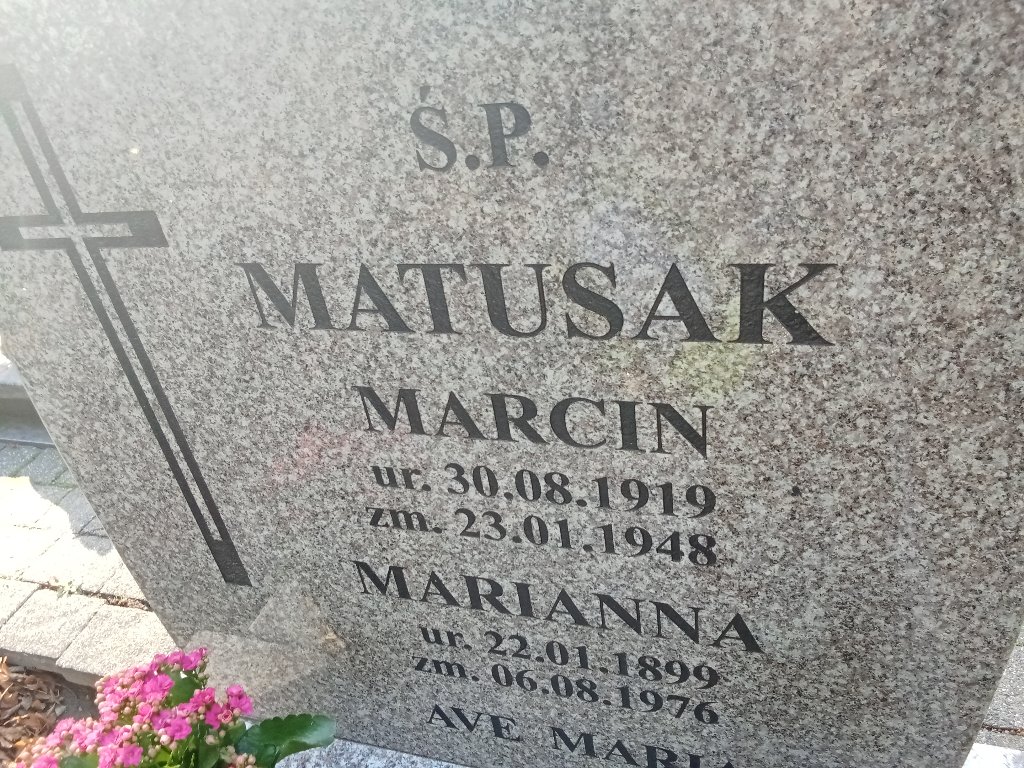 Ś.P.
MATUSAK
MARCIN
ur. 30.08.1919
zm. 23.01.1948
MARIANNA
ur. 22.01.1899
zm. 06.08.1976
AVE MARIA